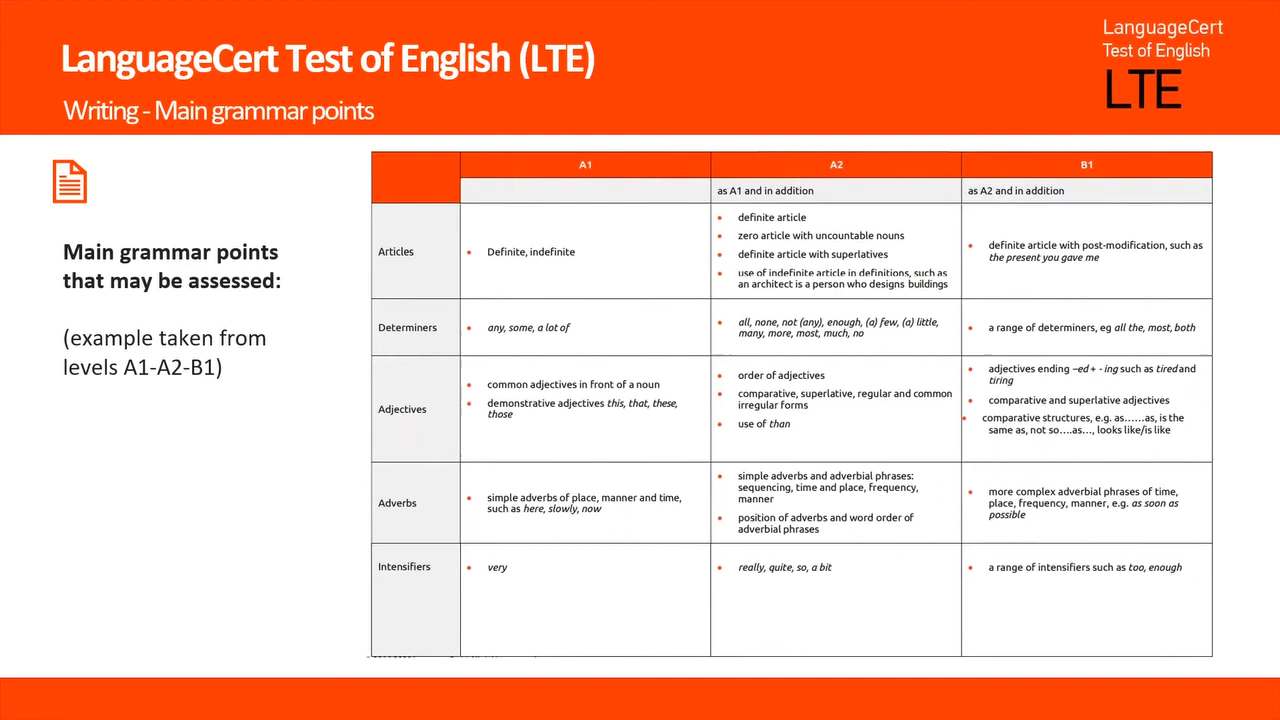 LanguageCert Test of English (LTE)
Writing - Main grammar points
LanguageCert
Test of English
LTE
Main grammar points
that may be assessed:
(example taken from
levels A1-A2-B1)
A1
A2
B1
as A1 and in addition
as A2 and in addition
Articles
Definite, indefinite
definite article
zero article with uncountable nouns
definite article with superlatives
use of indefinite article in definitions, such as
an architect is a person who designs buildings
definite article with post-modification, such as
the present you gave me
Determiners
any, some, a lot of
all, none, not (any), enough, (a) few, (a) little,
many, more, most, much, no
a range of determiners, eg all the, most, both
Adjectives
common adjectives in front of a noun
demonstrative adjectives this, that, these,
those
order of adjectives
comparative, superlative, regular and common
irregular forms
use of than
adjectives ending –ed + - ing such as tired and
tiring
comparative and superlative adjectives
comparative structures, e.g. as……as, is the
same as, not so….as…, looks like/is like
Adverbs
simple adverbs of place, manner and time,
such as here, slowly, now
simple adverbs and adverbial phrases:
sequencing, time and place, frequency,
manner
position of adverbs and word order of
adverbial phrases
more complex adverbial phrases of time,
place, frequency, manner, e.g. as soon as
possible
Intensifiers
very
really, quite, so, a bit
a range of intensifiers such as too, enough